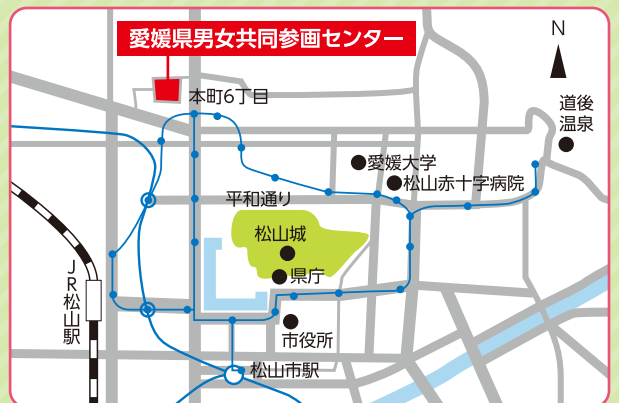 愛媛県男女共同参画センター
N
本町6丁目
道後
温泉
愛媛大学
松山赤十字病院
平和通り
松山城
県庁
JR松山駅
市役所
松山市駅